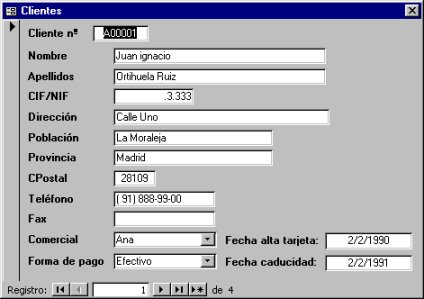 Clientes
Cliente nº A00001
Nombre Juan ignacio
Apellidos Ortihuela Ruiz
CIF/NIF .3.333
Dirección Calle Uno
Población La Moraleja
Provincia Madrid
CPostal 28109
Teléfono ( 91) 888-99-00
Fax
Comercial Ana Fecha alta tarjeta: 2/2/1990
Forma de pago Efectivo Fecha caducidad: 2/2/1991
Registro: 1 de 4